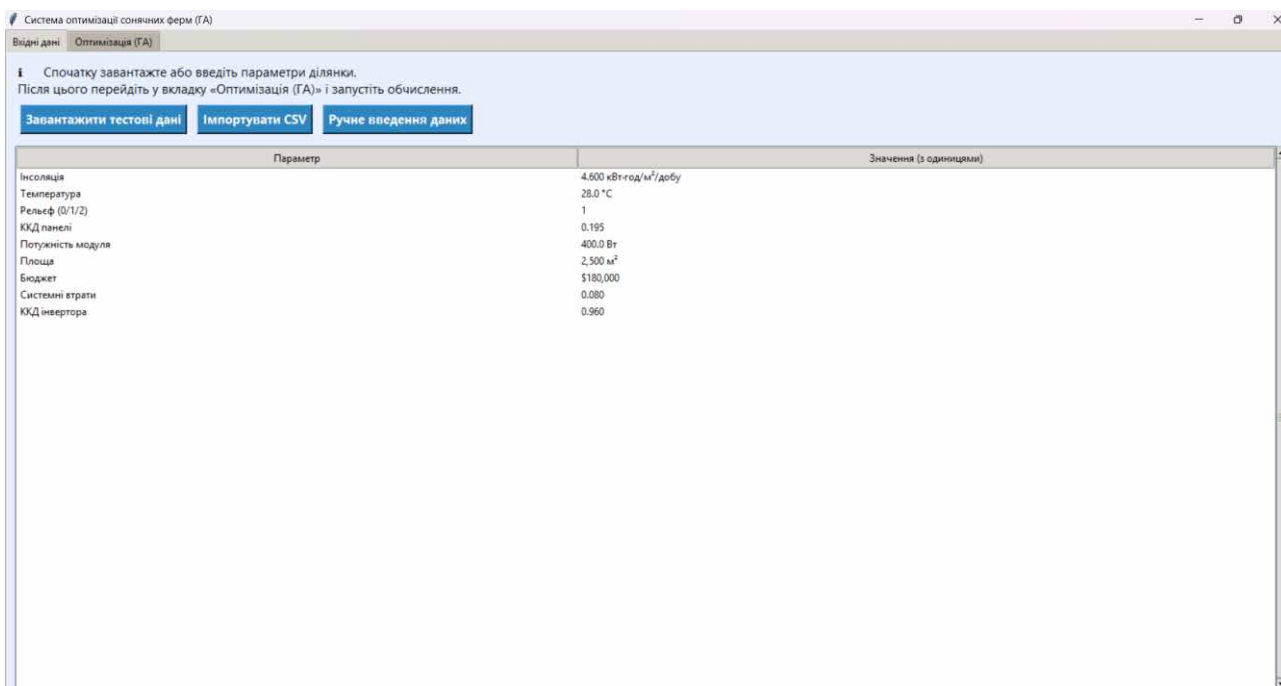 Система оптимізації сонячних ферм (ГА)
Вхідні дані Оптимізація (ГА)
i Спочатку завантажте або введіть параметри ділянки.
Після цього перейдіть у вкладку «Оптимізація (ГА)» і запустіть обчислення.
Завантажити тестові дані Імпортувати CSV Ручне введення даних
Параметр Значення (з одиницями)
Інсоляція 4.600 кВт·год/м²/добу
Температура 28.0 °C
Рельєф (0/1/2) 1
ККД панелі 0.195
Потужність модуля 400.0 Вт
Площа 2,500 м²
Бюджет $180,000
Системні втрати 0.080
ККД інвертора 0.960